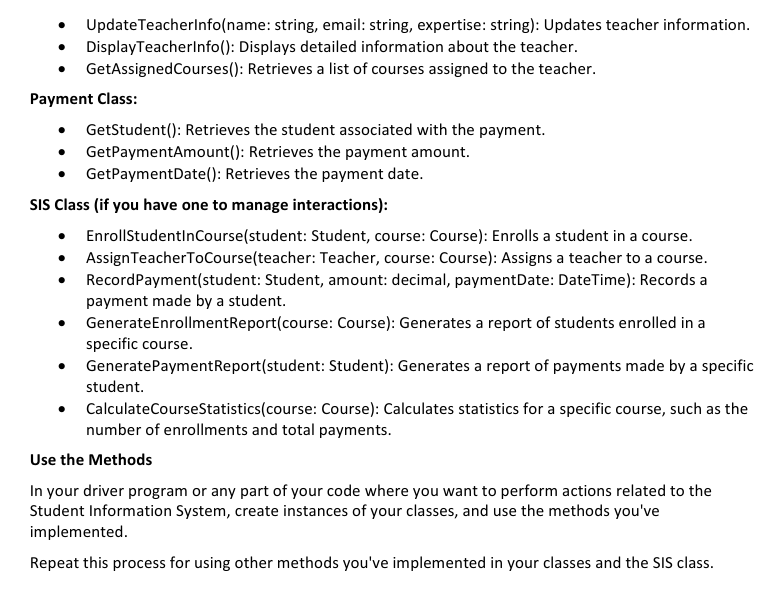 • UpdateTeacherInfo(name: string, email: string, expertise: string): Updates teacher information.
• DisplayTeacherInfo(): Displays detailed information about the teacher.
• GetAssignedCourses(): Retrieves a list of courses assigned to the teacher.
Payment Class:
• GetStudent(): Retrieves the student associated with the payment.
• GetPaymentAmount(): Retrieves the payment amount.
• GetPaymentDate(): Retrieves the payment date.
SIS Class (if you have one to manage interactions):
• EnrollStudentInCourse(student: Student, course: Course): Enrolls a student in a course.
• AssignTeacherToCourse(teacher: Teacher, course: Course): Assigns a teacher to a course.
• RecordPayment(student: Student, amount: decimal, paymentDate: DateTime): Records a
payment made by a student.
• GenerateEnrollmentReport(course: Course): Generates a report of students enrolled in a
specific course.
• GeneratePaymentReport(student: Student): Generates a report of payments made by a specific
student.
• CalculateCourseStatistics(course: Course): Calculates statistics for a specific course, such as the
number of enrollments and total payments.
Use the Methods
In your driver program or any part of your code where you want to perform actions related to the
Student Information System, create instances of your classes, and use the methods you've
implemented.
Repeat this process for using other methods you've implemented in your classes and the SIS class.